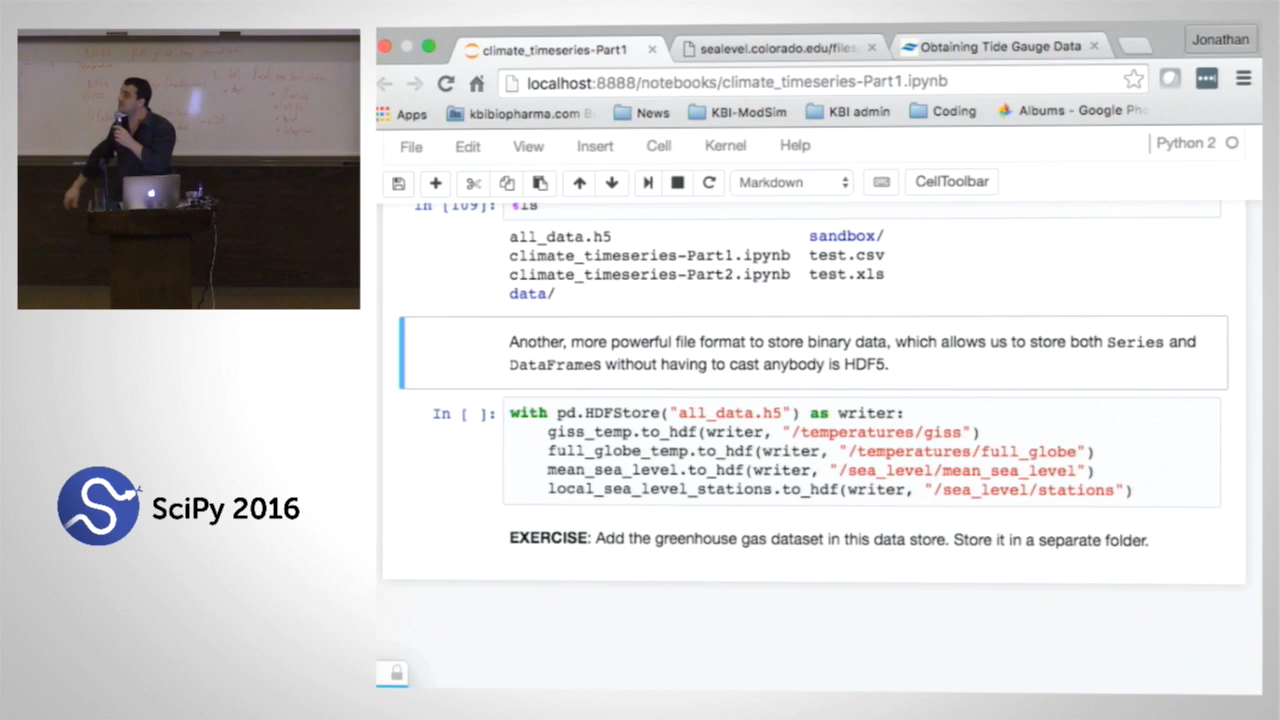 climate_timeseries-Part1
sealevel.colorado.edu/files
Obtaining Tide Gauge Data
Jonathan
localhost:8888/notebooks/climate_timeseries-Part1.ipynb
Apps
kbibiopharma.com
News
KBI-ModSim
KBI admin
Coding
Albums - Google Pho
File Edit View Insert Cell Kernel Help
Python 2
Markdown
CellToolbar
In [109]: %ls
all_data.h5 sandbox/
climate_timeseries-Part1.ipynb test.csv
climate_timeseries-Part2.ipynb test.xls
data/
Another, more powerful file format to store binary data, which allows us to store both Series and
DataFrames without having to cast anybody is HDF5.
In [ ]: with pd.HDFStore("all_data.h5") as writer:
giss_temp.to_hdf(writer, "/temperatures/giss")
full_globe_temp.to_hdf(writer, "/temperatures/full_globe")
mean_sea_level.to_hdf(writer, "/sea_level/mean_sea_level")
local_sea_level_stations.to_hdf(writer, "/sea_level/stations")
EXERCISE: Add the greenhouse gas dataset in this data store. Store it in a separate folder.
SciPy 2016